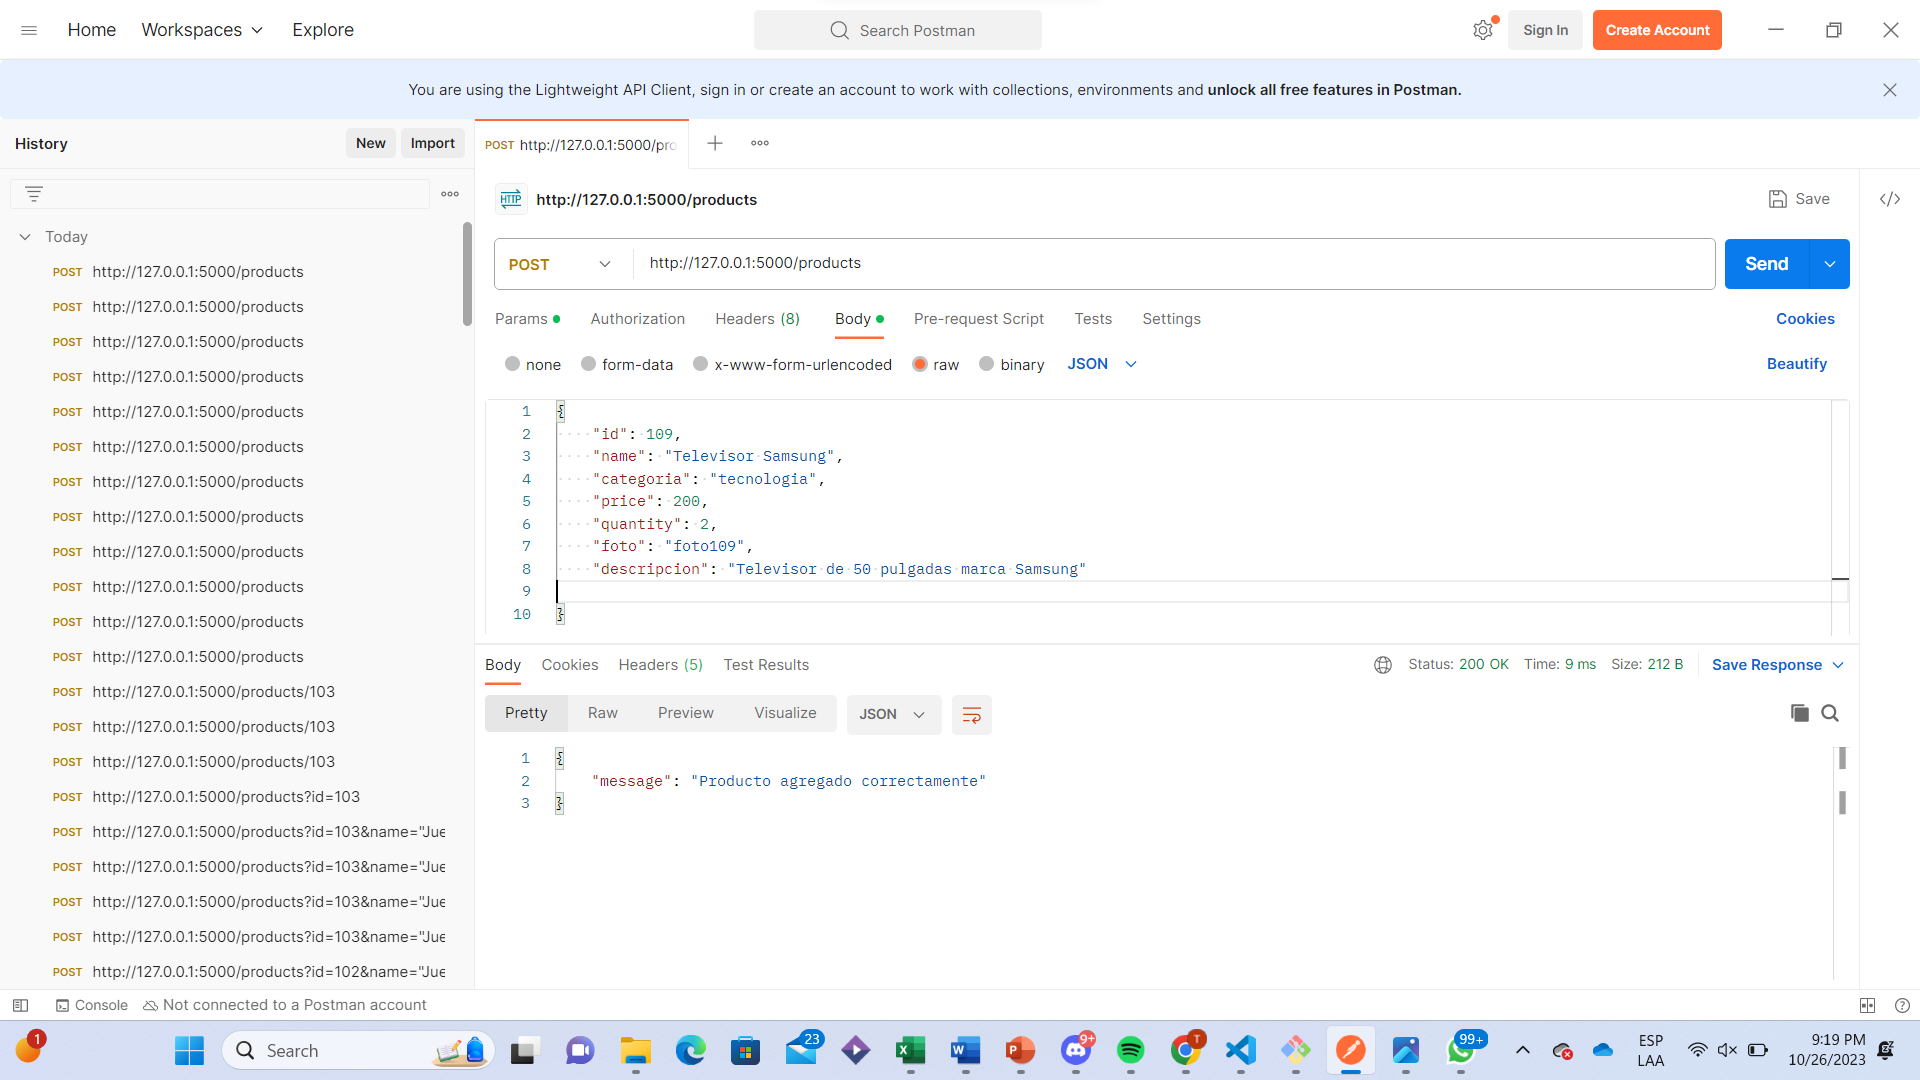 Home Workspaces Explore
Search Postman
Sign In Create Account
You are using the Lightweight API Client, sign in or create an account to work with collections, environments and unlock all free features in Postman.
History New Import
POST http://127.0.0.1:5000/pro
HTTP http://127.0.0.1:5000/products
Save
Today
POST http://127.0.0.1:5000/products
POST http://127.0.0.1:5000/products
POST http://127.0.0.1:5000/products
POST http://127.0.0.1:5000/products
POST http://127.0.0.1:5000/products
POST http://127.0.0.1:5000/products
POST http://127.0.0.1:5000/products
POST http://127.0.0.1:5000/products
POST http://127.0.0.1:5000/products
POST http://127.0.0.1:5000/products
POST http://127.0.0.1:5000/products
POST http://127.0.0.1:5000/products
POST http://127.0.0.1:5000/products/103
POST http://127.0.0.1:5000/products/103
POST http://127.0.0.1:5000/products/103
POST http://127.0.0.1:5000/products?id=103
POST http://127.0.0.1:5000/products?id=103&name="Jue
POST http://127.0.0.1:5000/products?id=103&name="Jue
POST http://127.0.0.1:5000/products?id=103&name="Jue
POST http://127.0.0.1:5000/products?id=103&name="Jue
POST http://127.0.0.1:5000/products?id=102&name="Jue
POST http://127.0.0.1:5000/products
Send
Params Authorization Headers (8) Body Pre-request Script Tests Settings Cookies
none form-data x-www-form-urlencoded raw binary JSON Beautify
1 {
2 "id": 109,
3 "name": "Televisor Samsung",
4 "categoria": "tecnologia",
5 "price": 200,
6 "quantity": 2,
7 "foto": "foto109",
8 "descripcion": "Televisor de 50 pulgadas marca Samsung"
9
10 }
Body Cookies Headers (5) Test Results Status: 200 OK Time: 9 ms Size: 212 B Save Response
Pretty Raw Preview Visualize JSON
1 {
2 "message": "Producto agregado correctamente"
3 }
Console Not connected to a Postman account
1
Search
23
9+
T
99+
ESP
LAA
9:19 PM
10/26/2023